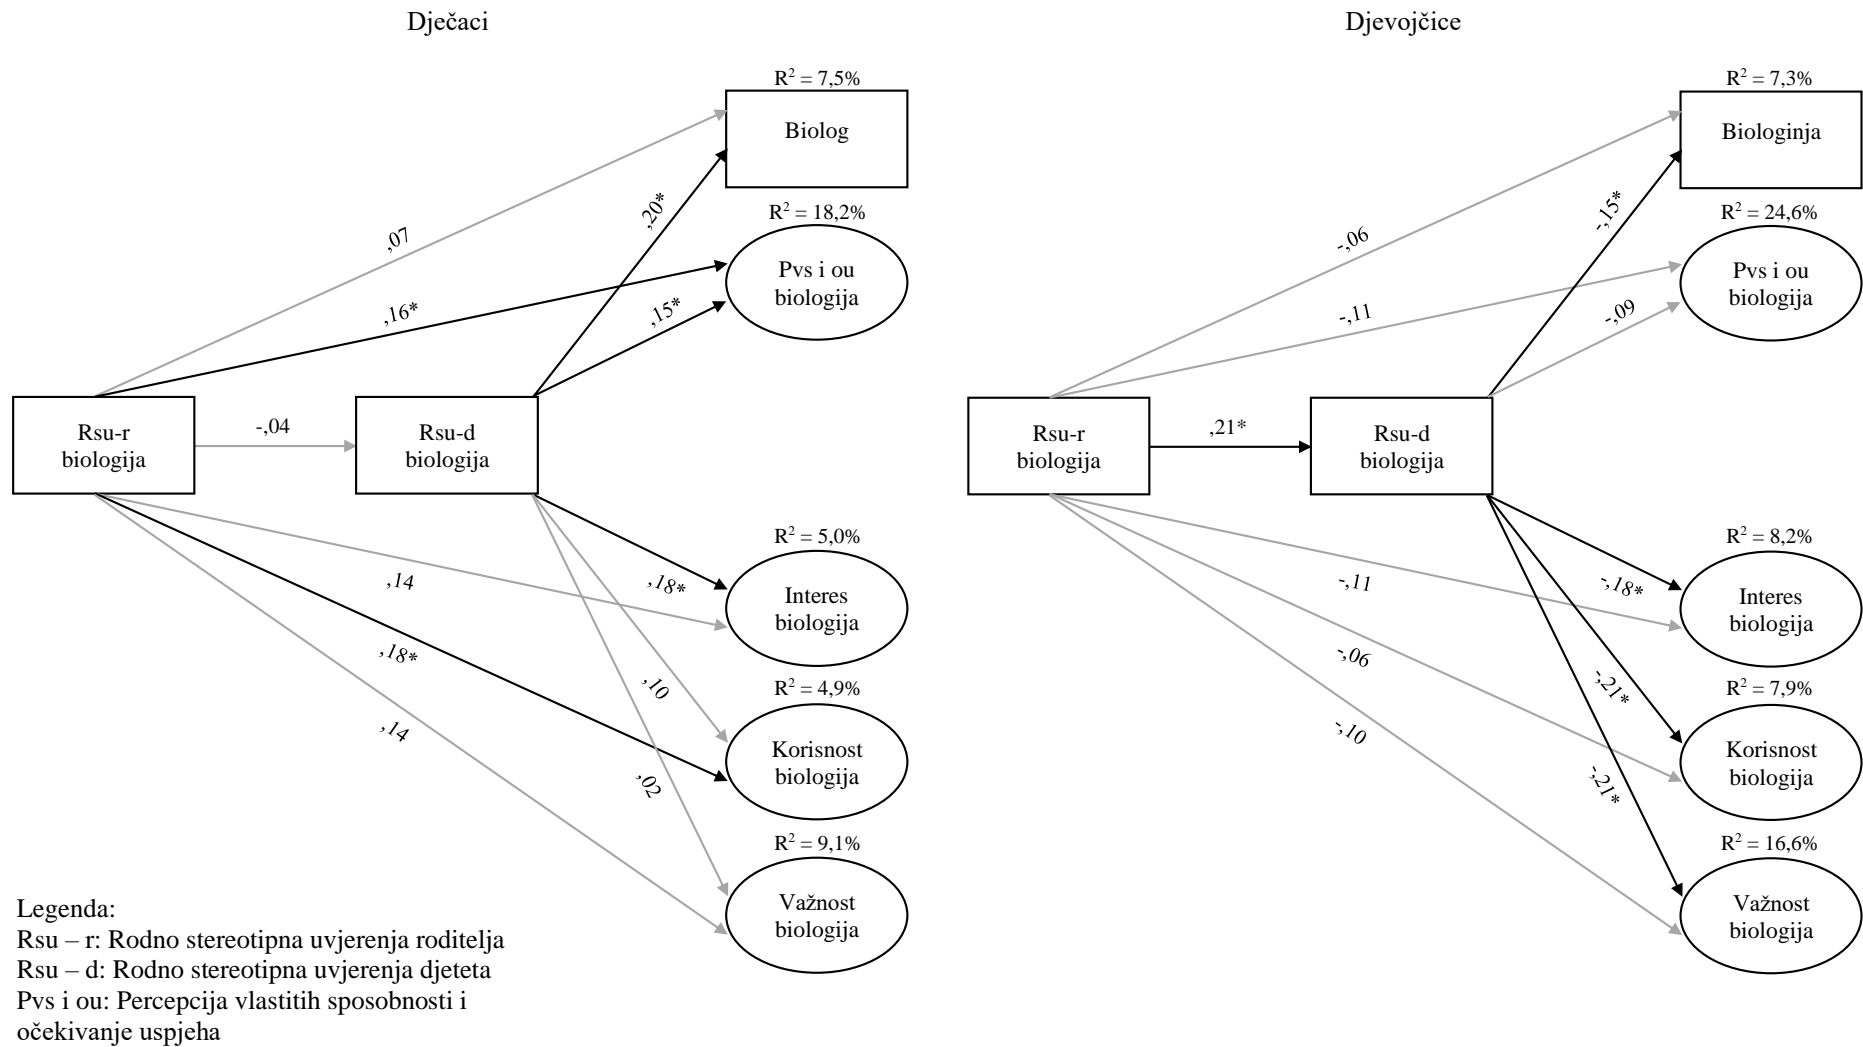 Dječaci
R² = 7,5%
Biolog
,20*
,07
R² = 18,2%
Pvs i ou
biologija
,16*
,15*
Rsu-r
biologija
-,04
Rsu-d
biologija
R² = 5,0%
Interes
biologija
,14
,18*
,18*
,10
R² = 4,9%
Korisnost
biologija
,14
,02
R² = 9,1%
Važnost
biologija
Djevojčice
R² = 7,3%
Biologinja
-,15*
-,06
R² = 24,6%
Pvs i ou
biologija
-,11
-,09
Rsu-r
biologija
,21*
Rsu-d
biologija
R² = 8,2%
Interes
biologija
-,11
-,18*
-,06
-,21*
R² = 7,9%
Korisnost
biologija
-,10
-,21*
R² = 16,6%
Važnost
biologija
Legenda:
Rsu – r: Rodno stereotipna uvjerenja roditelja
Rsu – d: Rodno stereotipna uvjerenja djeteta
Pvs i ou: Percepcija vlastitih sposobnosti i
očekivanje uspjeha